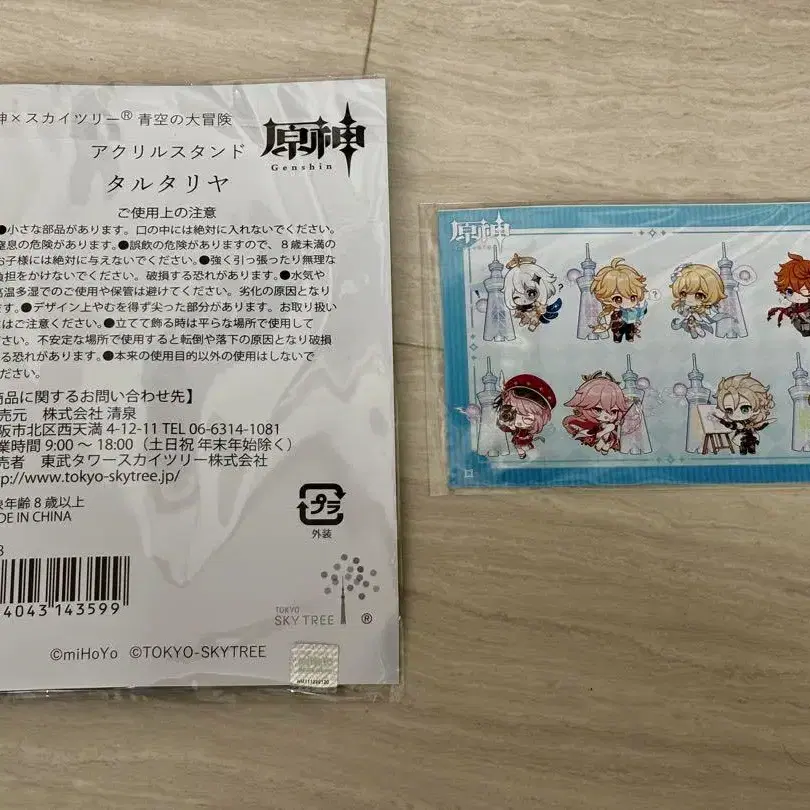 神×スカイツリー® 青空の大冒険
原神
Genshin
アクリルスタンド
タルタリヤ
ご使用上の注意
●小さな部品があります。口の中には絶対に入れないでください。
窒息の危険があります。●誤飲の危険がありますので、8歳未満の
お子様には絶対に与えないでください。●強く引っ張ったり無理な
負担をかけないでください。破損する恐れがあります。●水気や
高温多湿でのご使用や保管は避けてください。劣化の原因となり
す。●デザイン上やむを得ず尖った部分があります。お取り扱い
はご注意ください。●立てて飾る時は平らな場所で使用して
さい。不安定な場所で使用すると転倒や落下の原因となり破損
る恐れがあります。●本来の使用目的以外の使用はしないで
ださい。
商品に関するお問い合わせ先】
売元 株式会社 清泉
阪市北区西天満 4-12-11 TEL 06-6314-1081
業時間 9:00 ～ 18:00（土日祝 年末年始除く）
売者 東武タワースカイツリー株式会社
tp://www.tokyo-skytree.jp/
象年齢 8 歳以上
DE IN CHINA
プラ
外装
4043 143599
TOKYO
SKYTREE ®
©miHoYo ©TOKYO-SKYTREE
原神